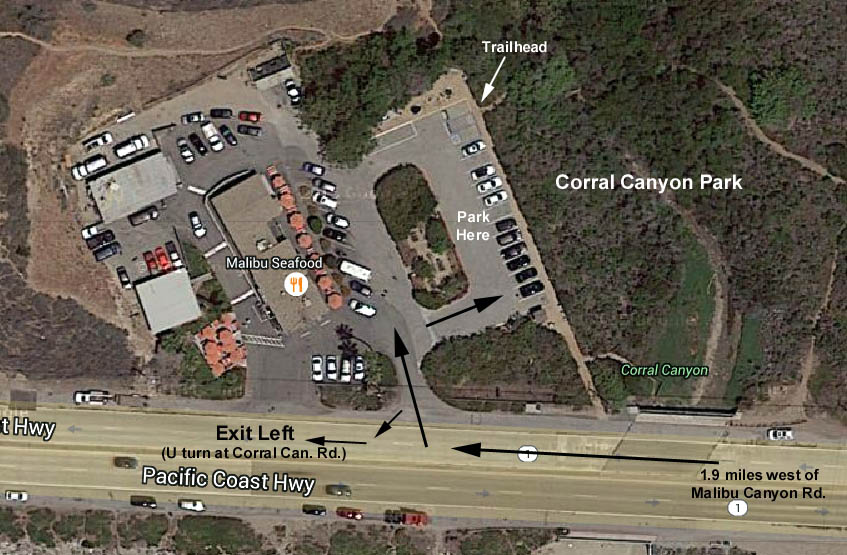 Trailhead
Corral Canyon Park
Park
Here
Malibu Seafood
Corral Canyon
t Hwy
Exit Left
(U turn at Corral Can. Rd.)
1
1.9 miles west of
Malibu Canyon Rd.
Pacific Coast Hwy
1